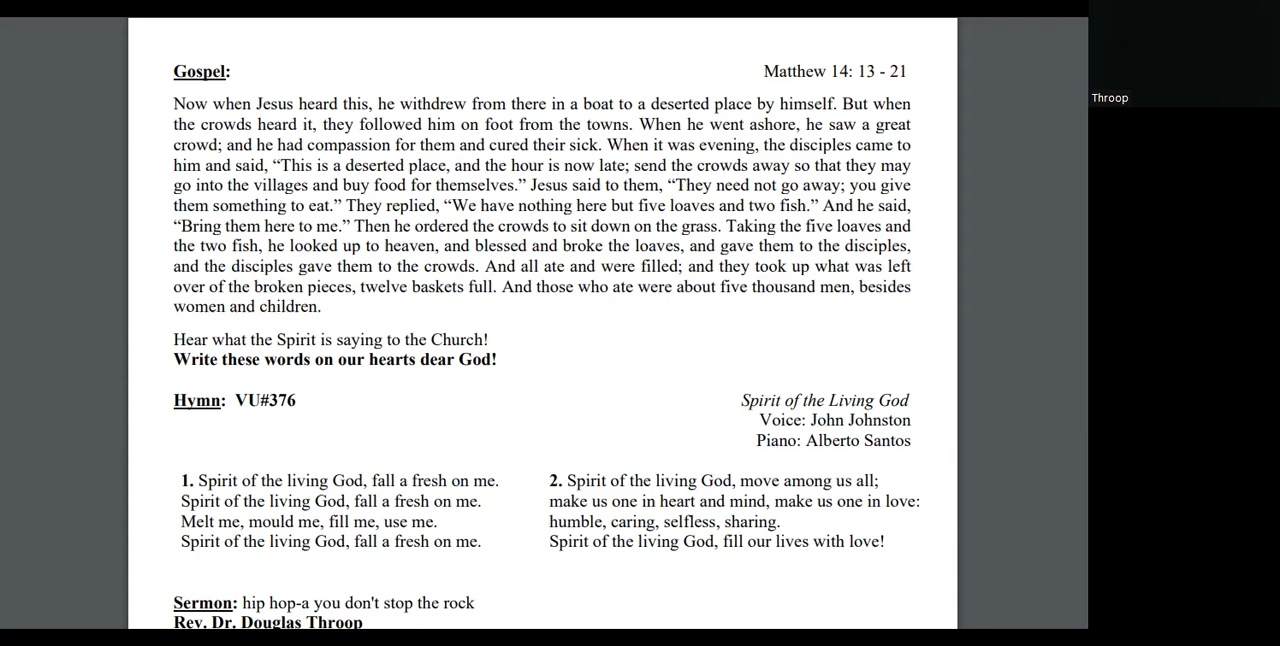 Gospel: Matthew 14: 13 - 21
Throop
Now when Jesus heard this, he withdrew from there in a boat to a deserted place by himself. But when
the crowds heard it, they followed him on foot from the towns. When he went ashore, he saw a great
crowd; and he had compassion for them and cured their sick. When it was evening, the disciples came to
him and said, “This is a deserted place, and the hour is now late; send the crowds away so that they may
go into the villages and buy food for themselves.” Jesus said to them, “They need not go away; you give
them something to eat.” They replied, “We have nothing here but five loaves and two fish.” And he said,
“Bring them here to me.” Then he ordered the crowds to sit down on the grass. Taking the five loaves and
the two fish, he looked up to heaven, and blessed and broke the loaves, and gave them to the disciples,
and the disciples gave them to the crowds. And all ate and were filled; and they took up what was left
over of the broken pieces, twelve baskets full. And those who ate were about five thousand men, besides
women and children.
Hear what the Spirit is saying to the Church!
Write these words on our hearts dear God!
Hymn: VU#376 Spirit of the Living God
Voice: John Johnston
Piano: Alberto Santos
1. Spirit of the living God, fall a fresh on me.
Spirit of the living God, fall a fresh on me.
Melt me, mould me, fill me, use me.
Spirit of the living God, fall a fresh on me.
2. Spirit of the living God, move among us all;
make us one in heart and mind, make us one in love:
humble, caring, selfless, sharing.
Spirit of the living God, fill our lives with love!
Sermon: hip hop-a you don't stop the rock
Rev. Dr. Douglas Throop